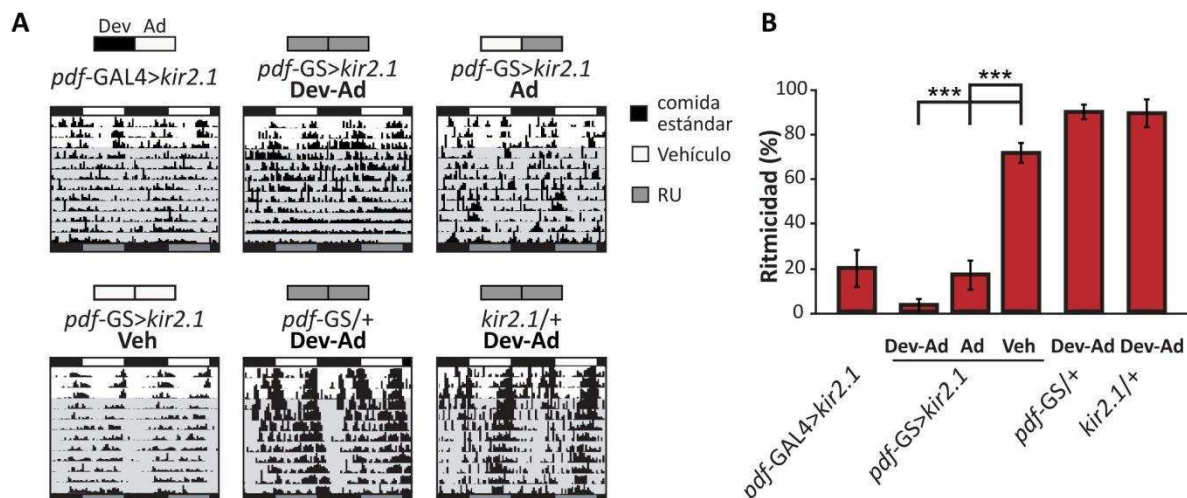 A
Dev Ad
pdf-GAL4>kir2.1
pdf-GS>kir2.1
Dev-Ad
pdf-GS>kir2.1
Ad
comida
estándar
Vehículo
RU
pdf-GS>kir2.1
Veh
pdf-GS/+
Dev-Ad
kir2.1/+
Dev-Ad
B
Ritmicidad (%)
100
80
60
40
20
0
***
***
Dev-Ad Ad Veh Dev-Ad Dev-Ad
pdf-GAL4>kir2.1
pdf-GS>kir2.1
pdf-GS/+
kir2.1/+